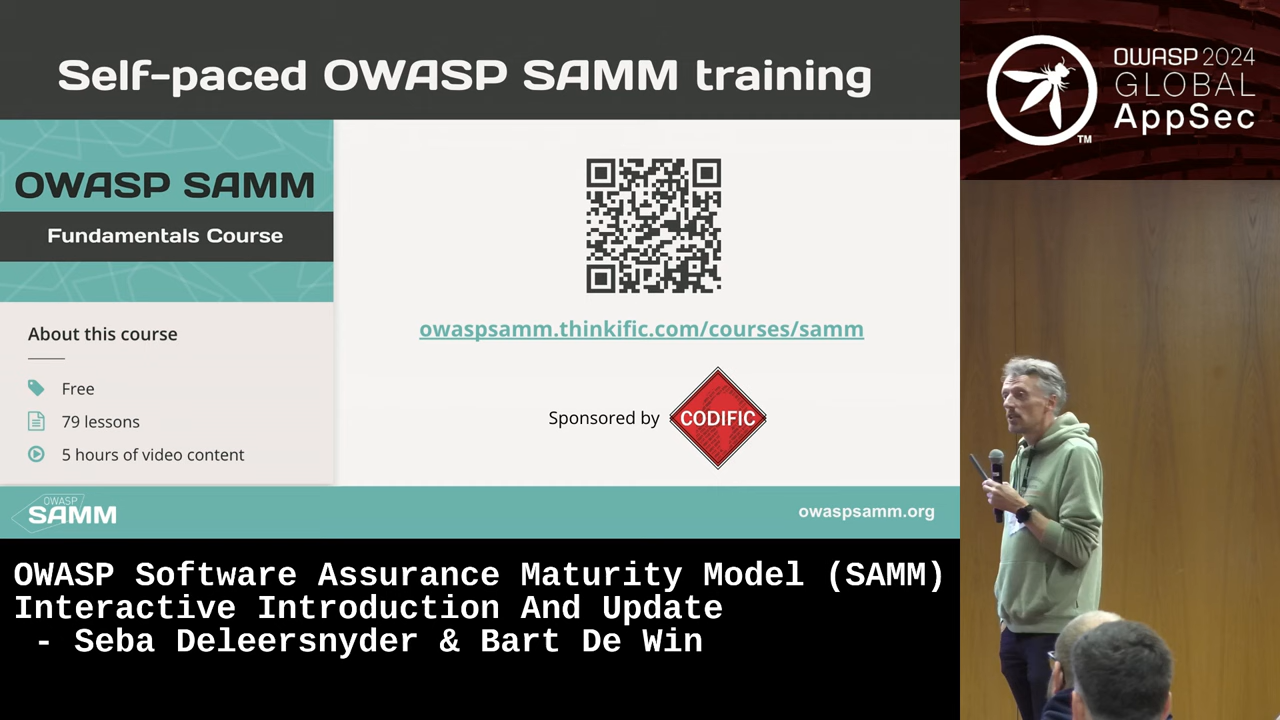 Self-paced OWASP SAMM training
OWASP SAMM
Fundamentals Course
About this course
Free
79 lessons
5 hours of video content
owaspsamm.thinkific.com/courses/samm
Sponsored by
CODIFIC
OWASP
SAMM
owaspsamm.org
OWASP Software Assurance Maturity Model (SAMM)
Interactive Introduction And Update
- Seba Deleersnyder & Bart De Win
OWASP 2024
GLOBAL
AppSec
TM